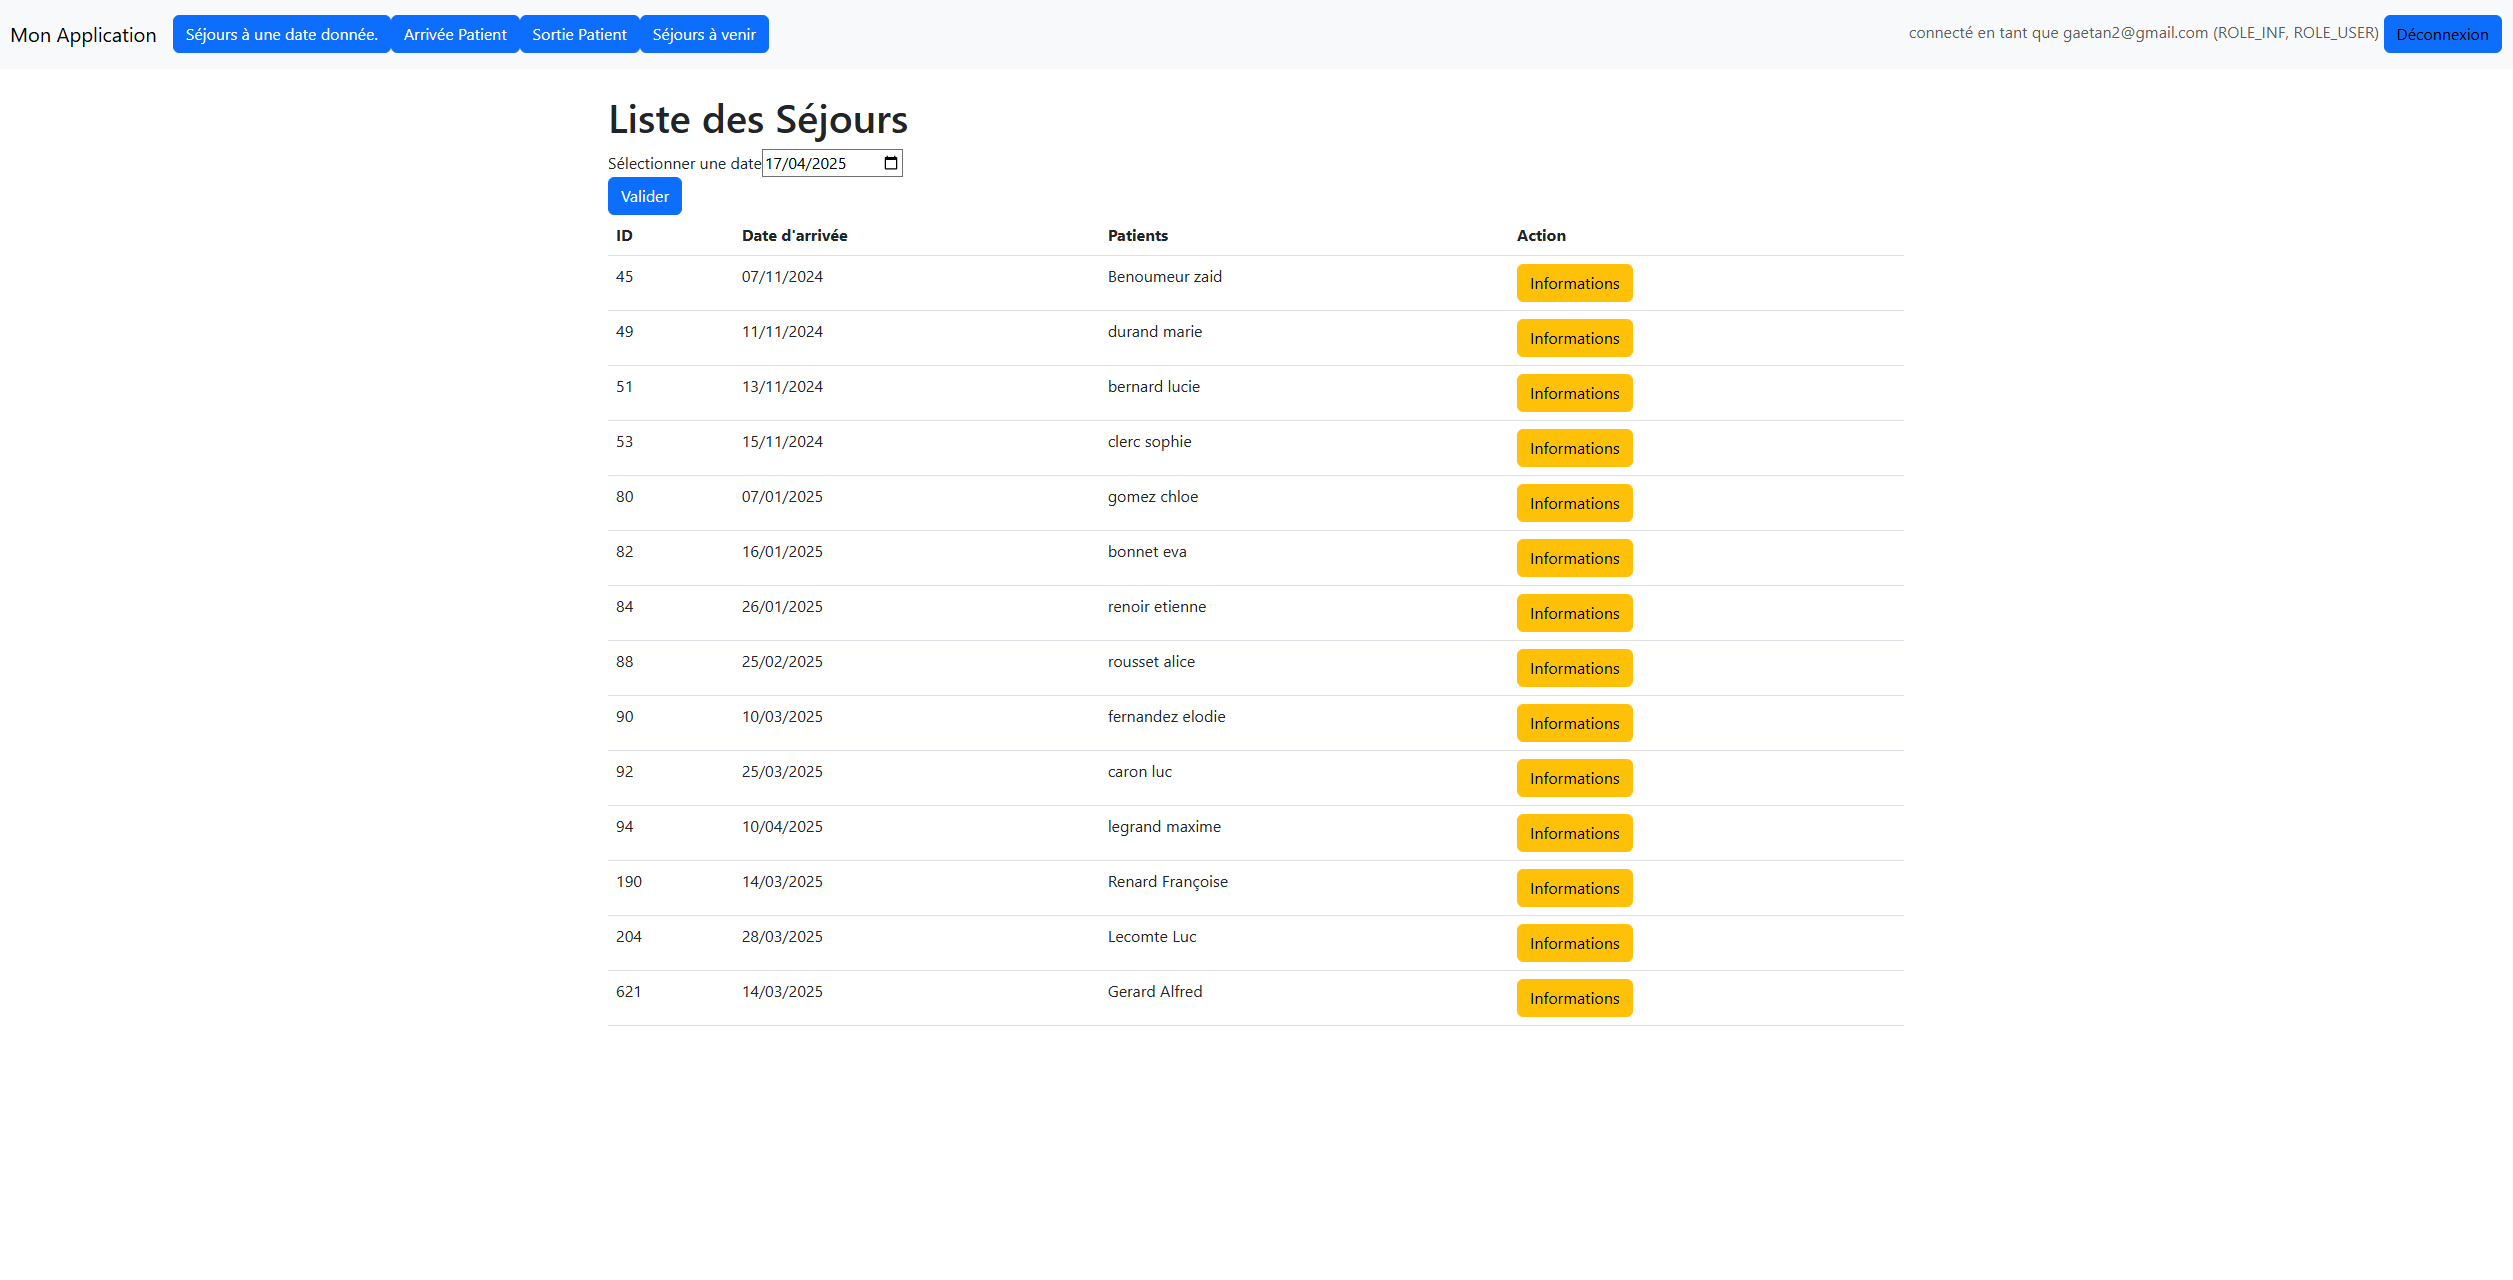 Mon Application Séjours à une date donnée. Arrivée Patient Sortie Patient Séjours à venir connecté en tant que gaetan2@gmail.com (ROLE_INF, ROLE_USER) Déconnexion
Liste des Séjours
Sélectionner une date 17/04/2025
Valider
ID Date d'arrivée Patients Action
45 07/11/2024 Benoumeur zaid Informations
49 11/11/2024 durand marie Informations
51 13/11/2024 bernard lucie Informations
53 15/11/2024 clerc sophie Informations
80 07/01/2025 gomez chloe Informations
82 16/01/2025 bonnet eva Informations
84 26/01/2025 renoir etienne Informations
88 25/02/2025 rousset alice Informations
90 10/03/2025 fernandez elodie Informations
92 25/03/2025 caron luc Informations
94 10/04/2025 legrand maxime Informations
190 14/03/2025 Renard Françoise Informations
204 28/03/2025 Lecomte Luc Informations
621 14/03/2025 Gerard Alfred Informations